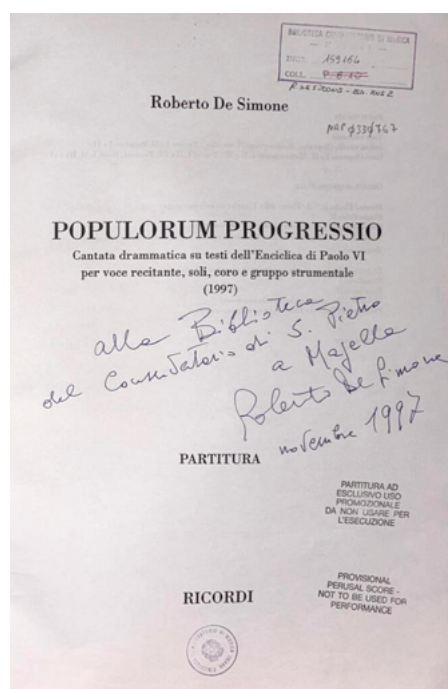 BIBLIOTECA CONSERVATORIO DI MUSICA
INV. 159164
COLL.
NAP 0330767
Roberto De Simone
POPULORUM PROGRESSIO
Cantata drammatica su testi dell'Enciclica di Paolo VI
per voce recitante, soli, coro e gruppo strumentale
(1997)
alla Biblioteca
del Conservatorio di S. Pietro
a Majella
Roberto De Simone
novembre 1997
PARTITURA
PARTITURA AD
ESCLUSIVO USO
PROMOZIONALE
DA NON USARE PER
L'ESECUZIONE
PROVISIONAL
PERUSAL SCORE -
NOT TO BE USED FOR
PERFORMANCE
RICORDI